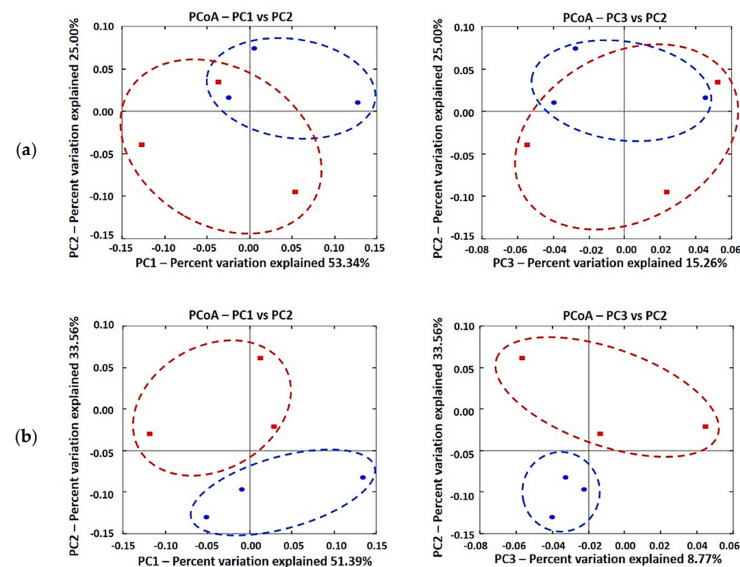 (a)
PCoA – PC1 vs PC2
PC2 – Percent variation explained 25.00%
0.10
0.05
0.00
-0.05
-0.10
-0.15
-0.15 -0.10 -0.05 0.00 0.05 0.10 0.15
PC1 – Percent variation explained 53.34%
PCoA – PC3 vs PC2
PC2 – Percent variation explained 25.00%
0.10
0.05
0.00
-0.05
-0.10
-0.15
-0.08 -0.06 -0.04 -0.02 0.00 0.02 0.04 0.06
PC3 – Percent variation explained 15.26%
(b)
PCoA – PC1 vs PC2
PC2 – Percent variation explained 33.56%
0.10
0.05
0.00
-0.05
-0.10
-0.15
-0.15 -0.10 -0.05 0.00 0.05 0.10 0.15
PC1 – Percent variation explained 51.39%
PCoA – PC3 vs PC2
PC2 – Percent variation explained 33.56%
0.10
0.05
0.00
-0.05
-0.10
-0.15
-0.08 -0.06 -0.04 -0.02 0.00 0.02 0.04 0.06
PC3 – Percent variation explained 8.77%